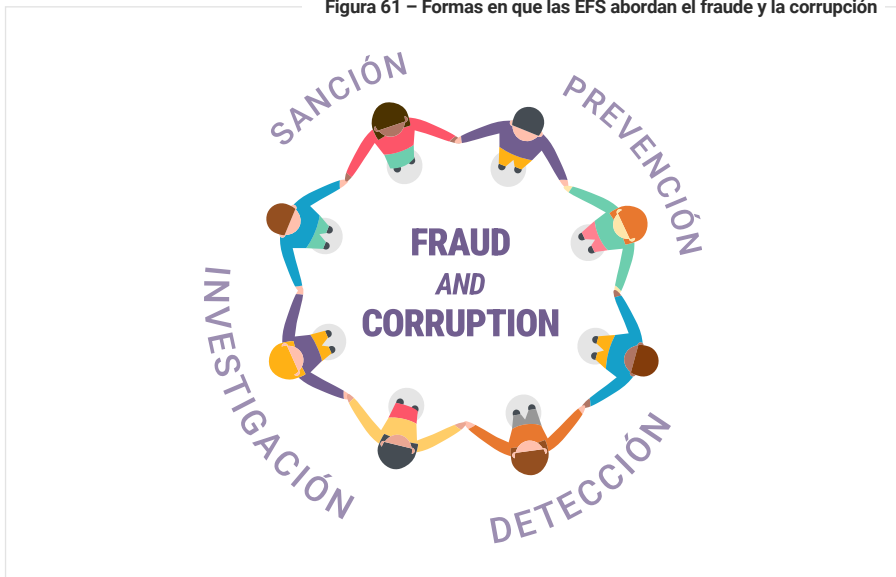 Figura 61 – Formas en que las EFS abordan el fraude y la corrupción
SANCIÓN
PREVENCIÓN
FRAUD
AND
CORRUPTION
INVESTIGACIÓN
DETECCIÓN